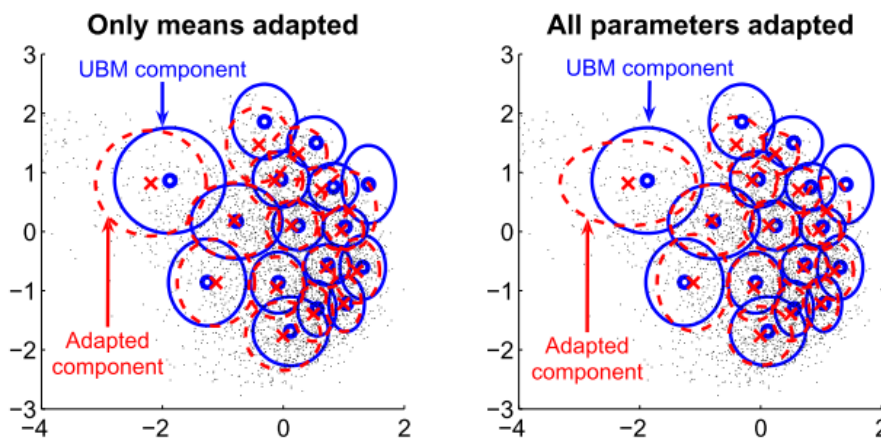 Only means adapted
All parameters adapted
3
UBM component
2
1
0
−1
Adapted
component
−2
−3
−4
−2
0
2
3
UBM component
2
1
0
−1
Adapted
component
−2
−3
−4
−2
0
2